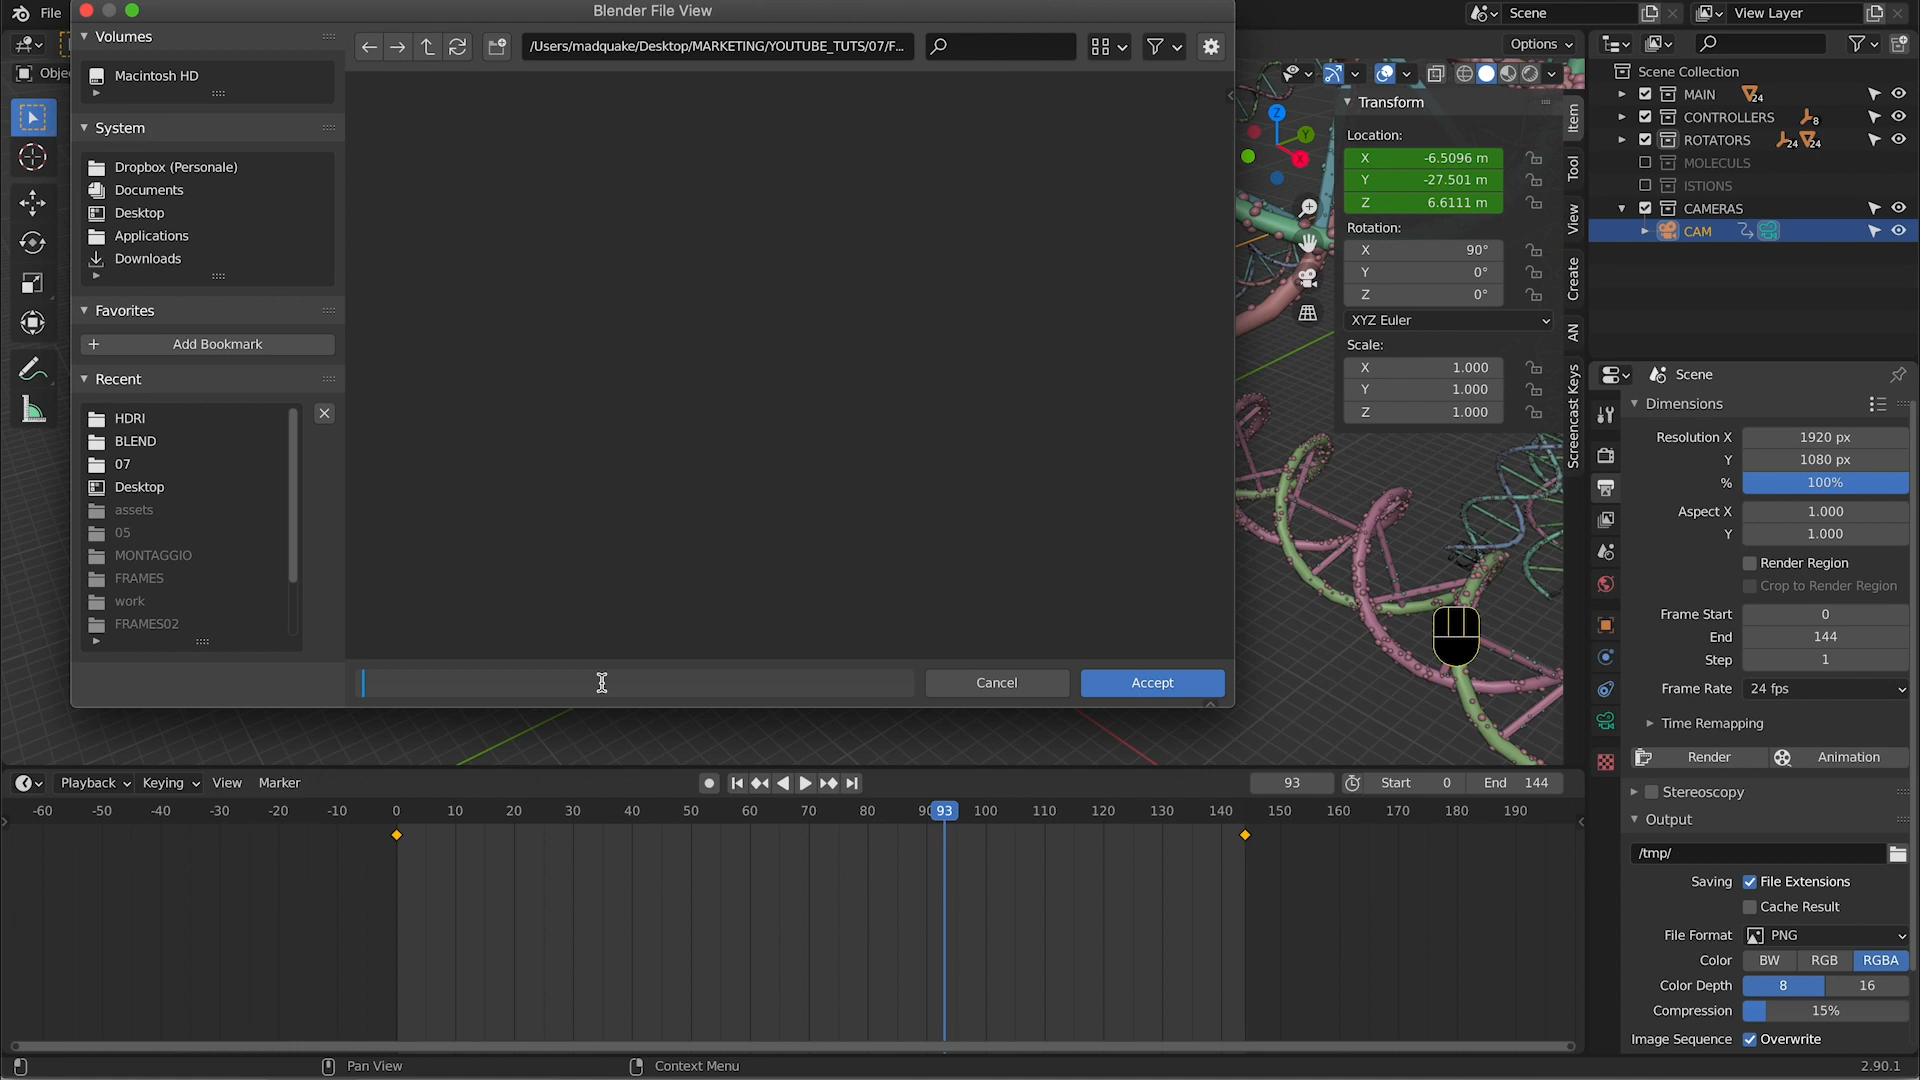 File
Blender File View
Scene
View Layer
Volumes
Macintosh HD
System
Dropbox (Personale)
Documents
Desktop
Applications
Downloads
Favorites
Add Bookmark
Recent
HDRI
BLEND
07
Desktop
assets
05
MONTAGGIO
FRAMES
work
FRAMES02
/Users/madquake/Desktop/MARKETING/YOUTUBE_TUTS/07/F...
Cancel
Accept
Obje
Options
Transform
Location:
X -6.5096 m
Y -27.501 m
Z 6.6111 m
Rotation:
X 90°
Y 0°
Z 0°
XYZ Euler
Scale:
X 1.000
Y 1.000
Z 1.000
Z
Y
X
Item
Tool
View
Create
AN
Screencast Keys
Scene Collection
MAIN 24
CONTROLLERS 8
ROTATORS 24 24
MOLECULS
ISTIONS
CAMERAS
CAM
Scene
Dimensions
Resolution X 1920 px
Y 1080 px
% 100%
Aspect X 1.000
Y 1.000
Render Region
Crop to Render Region
Frame Start 0
End 144
Step 1
Frame Rate 24 fps
Time Remapping
Render Animation
Stereoscopy
Output
/tmp/
Saving File Extensions
Cache Result
File Format PNG
Color BW RGB RGBA
Color Depth 8 16
Compression 15%
Image Sequence Overwrite
Playback Keying View Marker
93 Start 0 End 144
-60 -50 -40 -30 -20 -10 0 10 20 30 40 50 60 70 80 90 93 100 110 120 130 140 150 160 170 180 190
Pan View
Context Menu
2.90.1